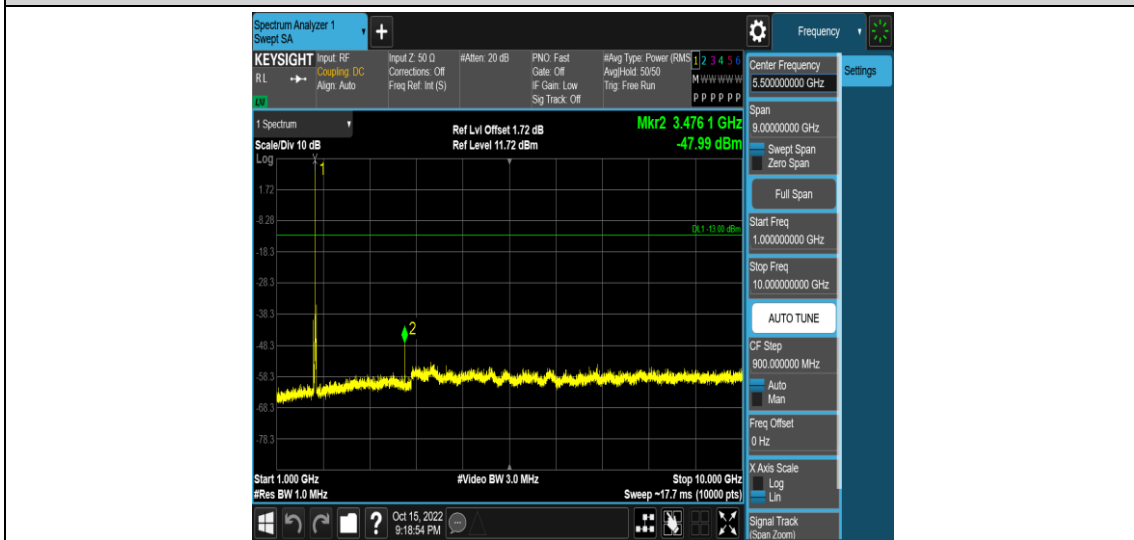 Spectrum Analyzer 1
Swept SA
+
Frequency
KEYSIGHT
RL
LXI
Input: RF
Coupling: DC
Align: Auto
Input Z: 50 Ω
Corrections: Off
Freq Ref: Int (S)
#Atten: 20 dB
PNO: Fast
Gate: Off
IF Gain: Low
Sig Track: Off
#Avg Type: Power (RMS
Avg|Hold: 50/50
Trig: Free Run
1 2 3 4 5 6
M W W W W W
P P P P P P
1 Spectrum
Scale/Div 10 dB
Log
Ref Lvl Offset 1.72 dB
Ref Level 11.72 dBm
Mkr2 3.476 1 GHz
-47.99 dBm
1
1.72
-8.28
DL1 -13.00 dBm
-18.3
-28.3
-38.3
2
-48.3
-58.3
-68.3
-78.3
Start 1.000 GHz
#Res BW 1.0 MHz
#Video BW 3.0 MHz
Stop 10.000 GHz
Sweep ~17.7 ms (10000 pts)
?
Oct 15, 2022
9:18:54 PM
Center Frequency
5.500000000 GHz
Settings
Span
9.00000000 GHz
Swept Span
Zero Span
Full Span
Start Freq
1.000000000 GHz
Stop Freq
10.000000000 GHz
AUTO TUNE
CF Step
900.000000 MHz
Auto
Man
Freq Offset
0 Hz
X Axis Scale
Log
Lin
Signal Track
(Span Zoom)